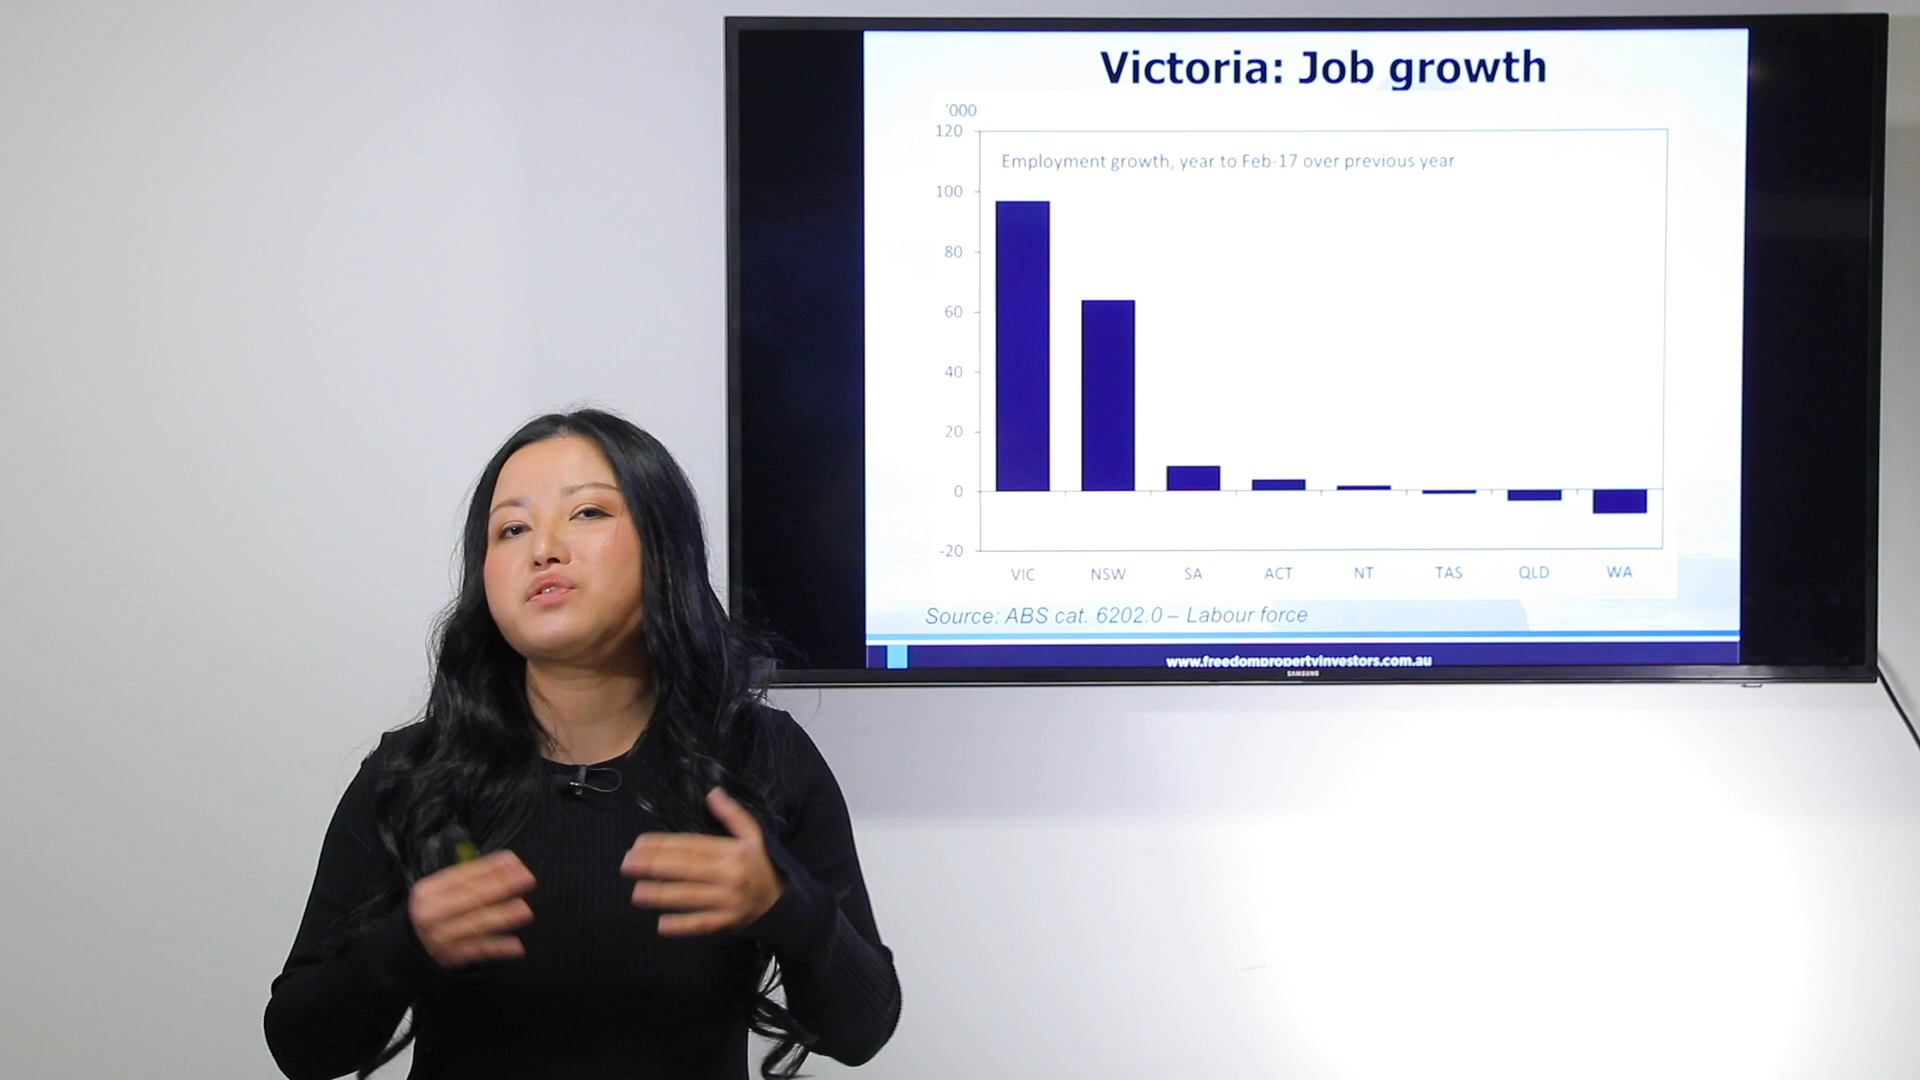 Victoria: Job growth
'000
120
Employment growth, year to Feb-17 over previous year
100
80
60
40
20
0
-20
VIC NSW SA ACT NT TAS QLD WA
Source: ABS cat. 6202.0 – Labour force
www.freedompropertyinvestors.com.au
SAMSUNG